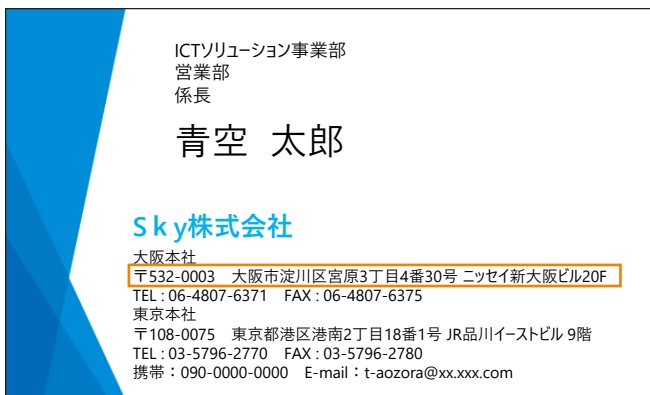 ICTソリューション事業部
営業部
係長
青空 太郎
Ｓｋｙ株式会社
大阪本社
〒532-0003　大阪市淀川区宮原3丁目4番30号 ニッセイ新大阪ビル20F
TEL : 06-4807-6371　FAX : 06-4807-6375
東京本社
〒108-0075　東京都港区港南2丁目18番1号 JR品川イーストビル 9階
TEL : 03-5796-2770　FAX : 03-5796-2780
携帯：090-0000-0000　E-mail：t-aozora@xx.xxx.com